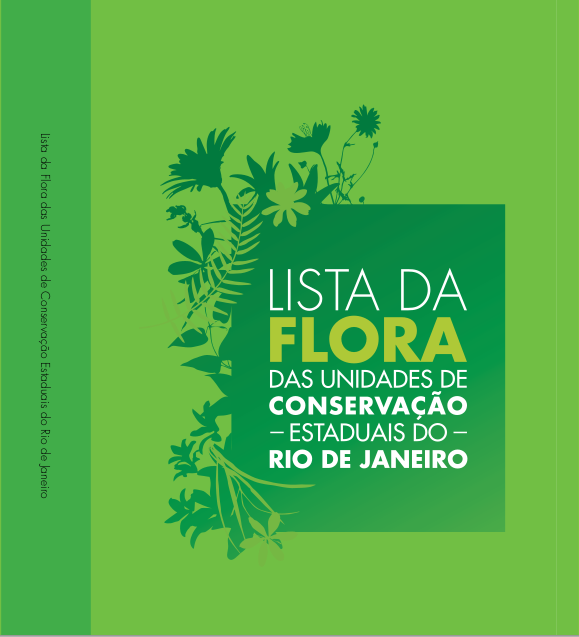 Lista da Flora das Unidades de Conservação Estaduais do Rio de Janeiro
LISTA DA
FLORA
DAS UNIDADES DE
CONSERVAÇÃO
– ESTADUAIS DO –
RIO DE JANEIRO